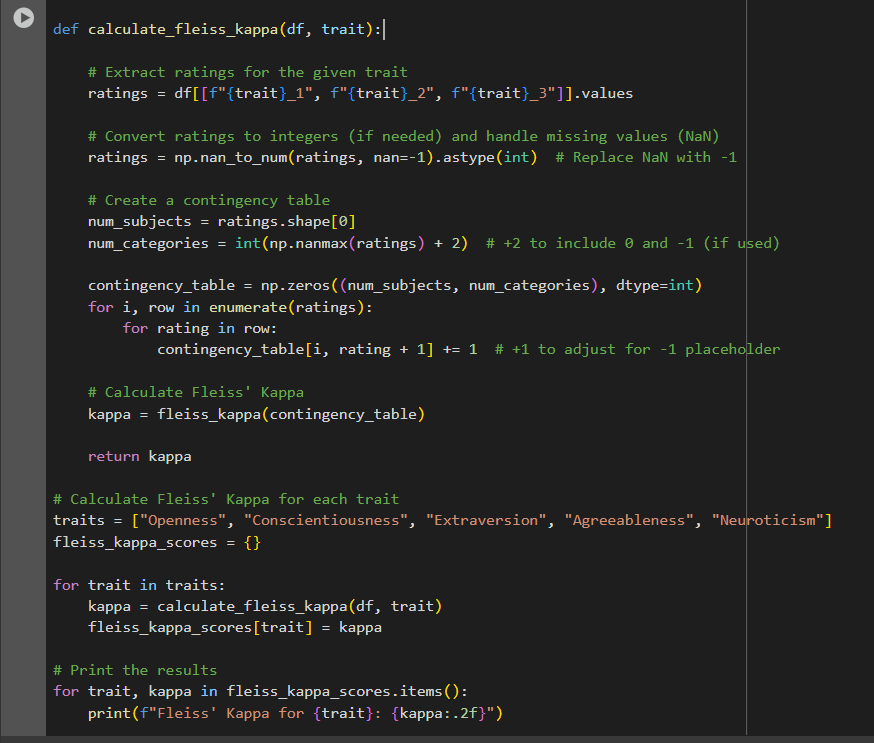 def calculate_fleiss_kappa(df, trait):
# Extract ratings for the given trait
ratings = df[[f"{trait}_1", f"{trait}_2", f"{trait}_3"]].values
# Convert ratings to integers (if needed) and handle missing values (NaN)
ratings = np.nan_to_num(ratings, nan=-1).astype(int)  # Replace NaN with -1
# Create a contingency table
num_subjects = ratings.shape[0]
num_categories = int(np.nanmax(ratings) + 2)  # +2 to include 0 and -1 (if used)
contingency_table = np.zeros((num_subjects, num_categories), dtype=int)
for i, row in enumerate(ratings):
for rating in row:
contingency_table[i, rating + 1] += 1  # +1 to adjust for -1 placeholder
# Calculate Fleiss' Kappa
kappa = fleiss_kappa(contingency_table)
return kappa
# Calculate Fleiss' Kappa for each trait
traits = ["Openness", "Conscientiousness", "Extraversion", "Agreeableness", "Neuroticism"]
fleiss_kappa_scores = {}
for trait in traits:
kappa = calculate_fleiss_kappa(df, trait)
fleiss_kappa_scores[trait] = kappa
# Print the results
for trait, kappa in fleiss_kappa_scores.items():
print(f"Fleiss' Kappa for {trait}: {kappa:.2f}")